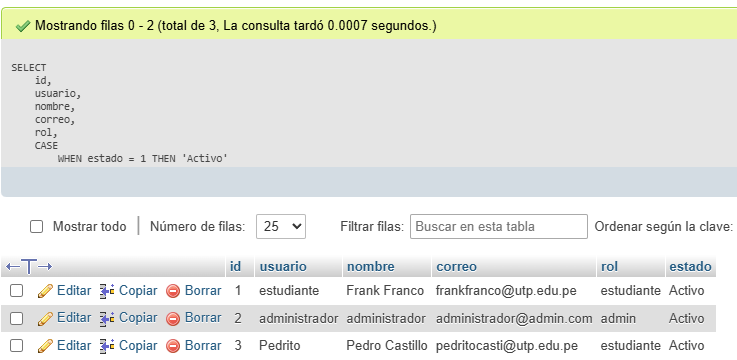 Mostrando filas 0 - 2 (total de 3, La consulta tardó 0.0007 segundos.)
SELECT
id,
usuario,
nombre,
correo,
rol,
CASE
WHEN estado = 1 THEN 'Activo'
Mostrar todo | Número de filas: 25 Filtrar filas: Buscar en esta tabla Ordenar según la clave:
id usuario nombre correo rol estado
Editar Copiar Borrar 1 estudiante Frank Franco frankfranco@utp.edu.pe estudiante Activo
Editar Copiar Borrar 2 administrador administrador administrador@admin.com admin Activo
Editar Copiar Borrar 3 Pedrito Pedro Castillo pedritocasti@utp.edu.pe estudiante Activo